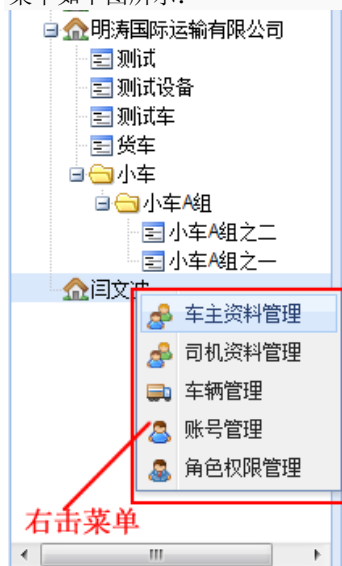 明涛国际运输有限公司
测试
测试设备
测试车
货车
小车
小车A组
小车A组之二
小车A组之一
闫文
车主资料管理
司机资料管理
车辆管理
账号管理
角色权限管理
右击菜单